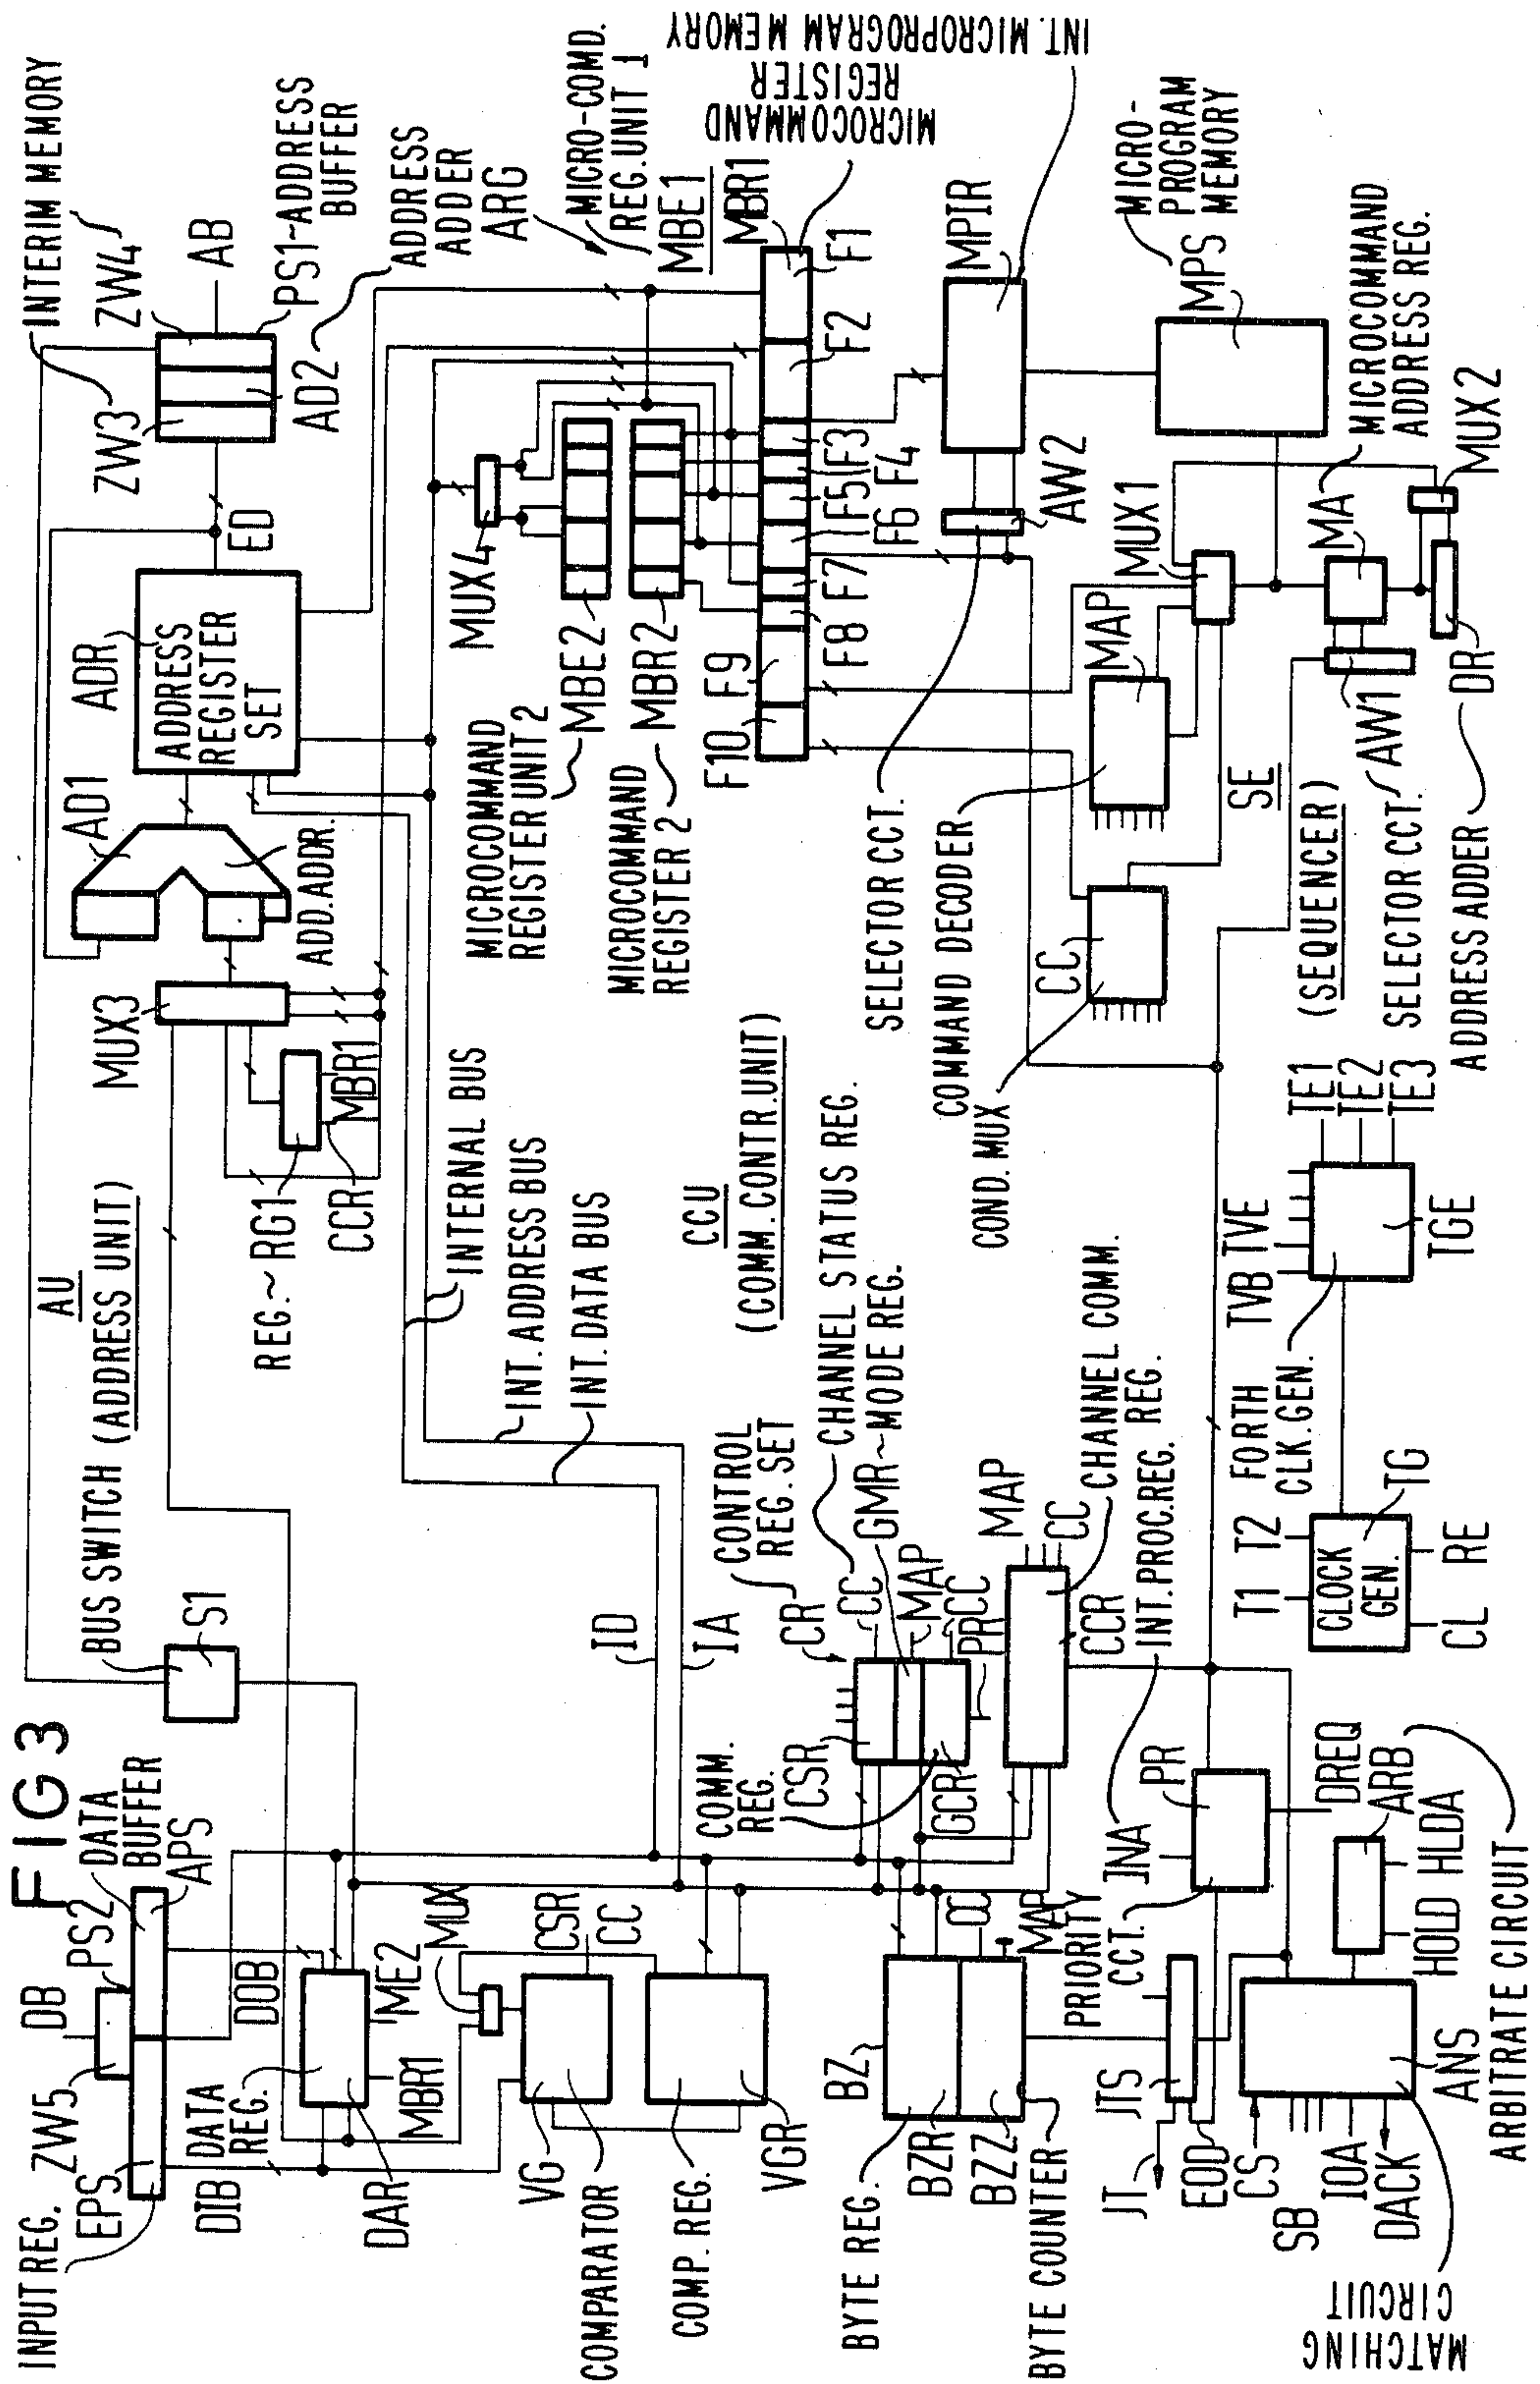 FIG 3
INPUT REG.
EPS
ZW5
DB
PS2
DATA
BUFFER
APS
BUS SWITCH
S1
AU
(ADDRESS UNIT)
MUX3
AD1
ADD.ADDR.
ADR
ADDRESS
REGISTER
SET
ED
ZW3
ZW4
INTERIM MEMORY
AB
PS1~ADDRESS
BUFFER
AD2
ADDRESS
ADDER
ARG
MICRO-COMD.
REG.UNIT 1
MBE1
MBR1
MICROCOMMAND
REGISTER
INT. MICROPROGRAM MEMORY
REG.~RG1
CCR
MBR1
INTERNAL BUS
INT. ADDRESS BUS
INT. DATA BUS
DIB
DATA
REG.
DOB
DAR
MBR1
ME2
MUX
CSR
CC
VG
COMPARATOR
COMP. REG.
VGR
ID
IA
CCU
(COMM. CONTR. UNIT)
MUX4
MICROCOMMAND
REGISTER UNIT 2
MBE2
MICROCOMMAND
REGISTER 2
MBR2
F10
F9
F8
F7
F6
F5
F4
F3
F2
F1
CONTROL
REG. SET
CR
CHANNEL STATUS REG.
CC
GMR~MODE REG.
MAP
CC
PR
CSR
GCR
COMM.
REG.
MAP
CC
CHANNEL COMM.
REG.
CCR
INT. PROC. REG.
BYTE REG.
BZ
BZR
BZZ
BYTE COUNTER
CC
MAP
PRIORITY
CCT.
INA
PR
DREQ
ARB
HLDA
HOLD
ARBITRATE CIRCUIT
JTS
JT
EOD
CS
SB
IOA
DACK
ANS
MATCHING
CIRCUIT
SELECTOR CCT.
COMMAND DECODER
COND. MUX
CC
MAP
MUX1
AW2
MPIR
MICRO-
PROGRAM
MEMORY
MPS
SE
(SEQUENCER)
MA
MICROCOMMAND
ADDRESS REG.
MUX 2
SELECTOR CCT.
AW1
ADDRESS ADDER
DR
T1
T2
CLOCK
GEN.
TG
CL
RE
FORTH
CLK.GEN.
TVB
TVE
TE1
TE2
TE3
TGE